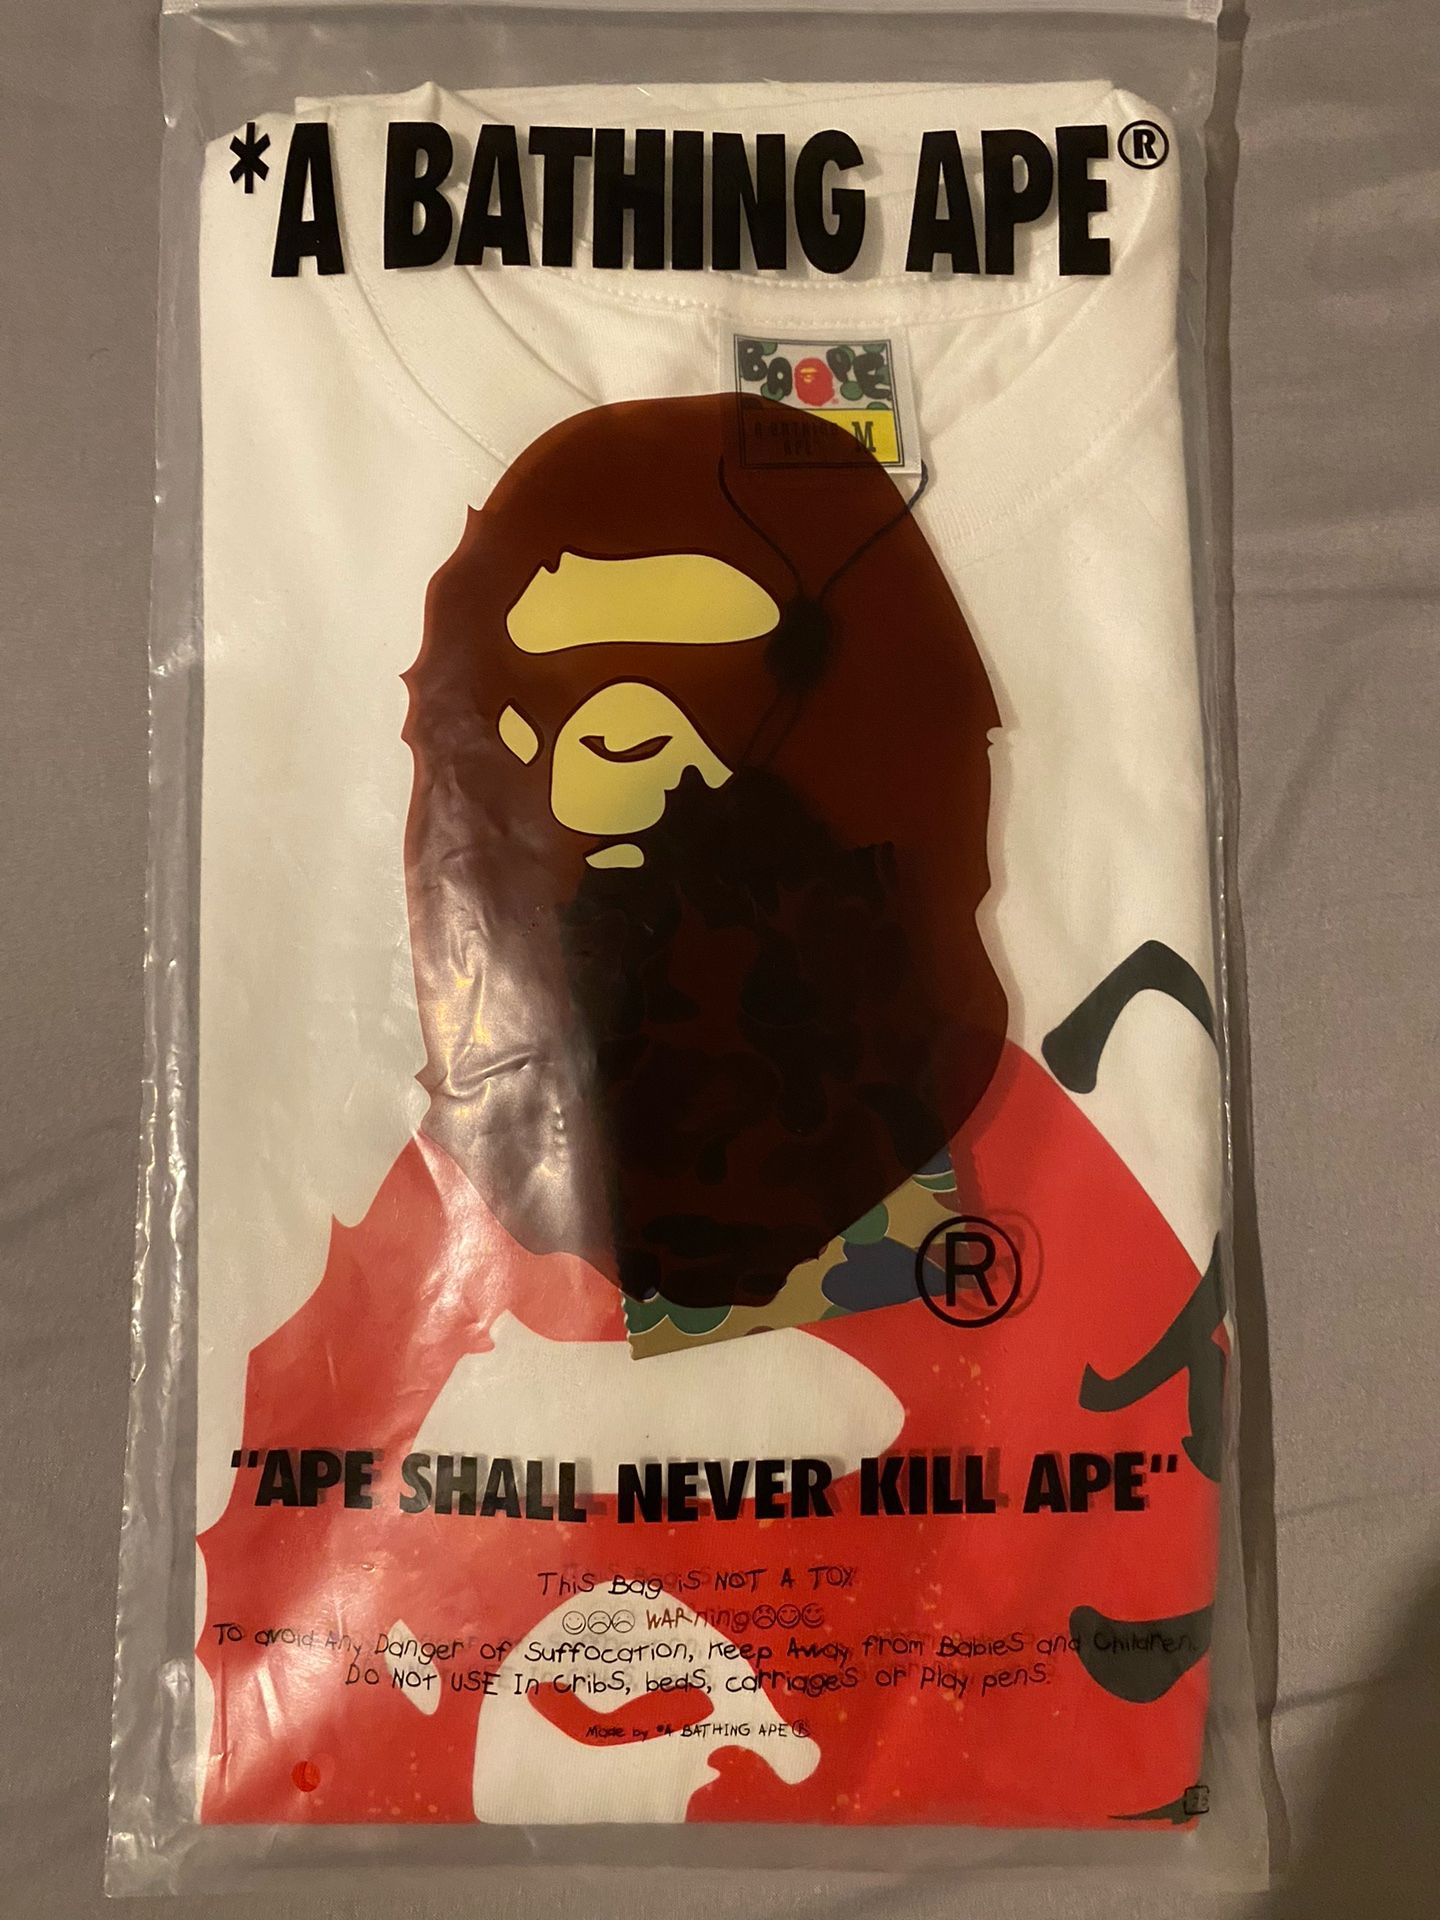 *A BATHING APE®
BAPE
A BATHING
APE
M
®
"APE SHALL NEVER KILL APE"
This Bag is NOT A TOY
WARning
To avoid Any Danger of Suffocation, Keep Away from Babies and Children.
DO NOT USE In cribs, beds, carriages or Play pens.
Made by *A BATHING APE®